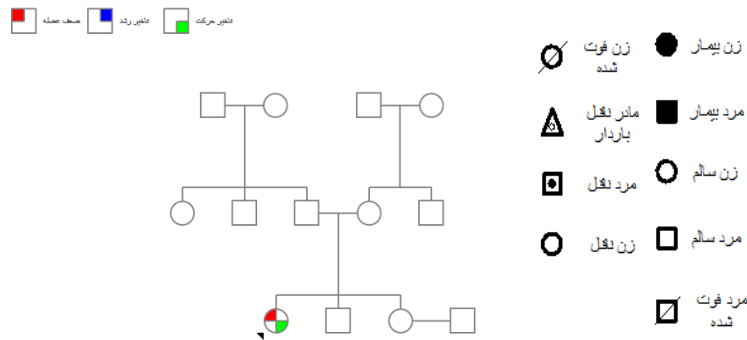 ضعف عضله
تاخیر رشد
تاخیر حرکت
زن بیمار
زن فوت
شده
مرد بیمار
مادر ناقل
باردار
زن سالم
مرد ناقل
مرد سالم
زن ناقل
مرد فوت
شده